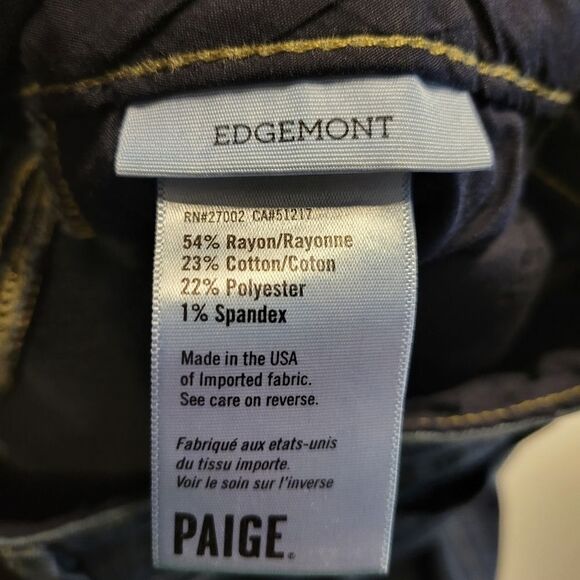 EDGEMONT
RN#27002 CA#51217
54% Rayon/Rayonne
23% Cotton/Coton
22% Polyester
1% Spandex
Made in the USA
of Imported fabric.
See care on reverse.
Fabriqué aux etats-unis
du tissu importe.
Voir le soin sur l'inverse
PAIGE.